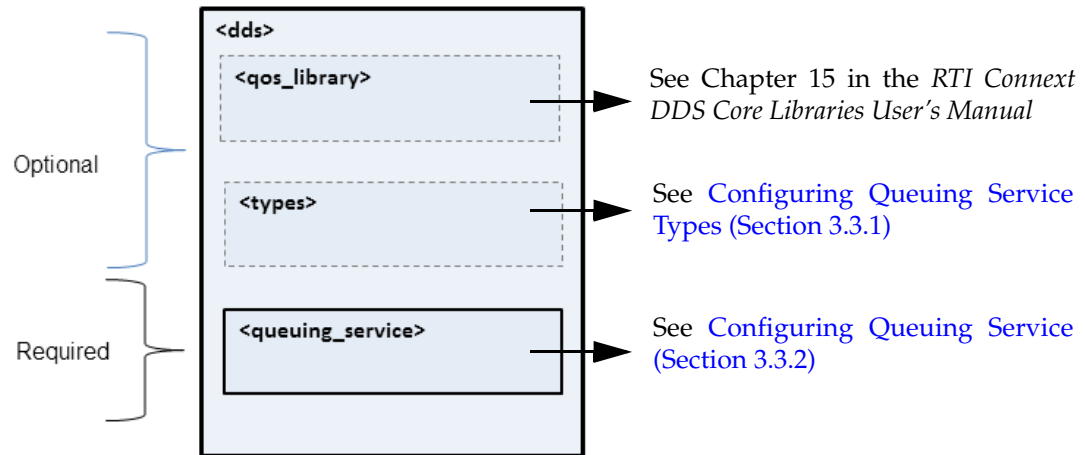 <dds>
<qos_library>
See Chapter 15 in the RTI Connext
DDS Core Libraries User's Manual
Optional
<types>
See Configuring Queuing Service
Types (Section 3.3.1)
<queuing_service>
See Configuring Queuing Service
(Section 3.3.2)
Required